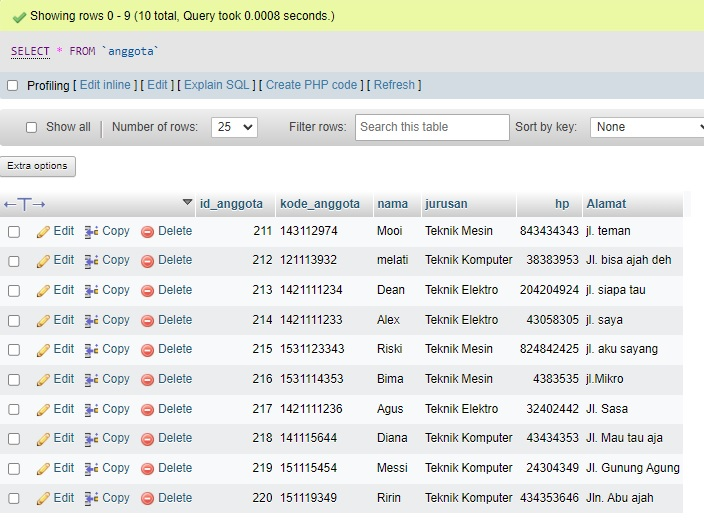 Showing rows 0 - 9 (10 total, Query took 0.0008 seconds.)
SELECT * FROM `anggota`
Profiling [ Edit inline ] [ Edit ] [ Explain SQL ] [ Create PHP code ] [ Refresh ]
Show all | Number of rows: 25 Filter rows: Search this table Sort by key: None
Extra options
←T→ id_anggota kode_anggota nama jurusan hp Alamat
Edit Copy Delete 211 143112974 Mooi Teknik Mesin 843434343 jl. teman
Edit Copy Delete 212 121113932 melati Teknik Komputer 38383953 Jl. bisa ajah deh
Edit Copy Delete 213 1421111234 Dean Teknik Elektro 204204924 jl. siapa tau
Edit Copy Delete 214 1421111233 Alex Teknik Elektro 43058305 jl. saya
Edit Copy Delete 215 1531123343 Riski Teknik Mesin 824842425 jl. aku sayang
Edit Copy Delete 216 1531114353 Bima Teknik Mesin 4383535 jl.Mikro
Edit Copy Delete 217 1421111236 Agus Teknik Elektro 32402442 Jl. Sasa
Edit Copy Delete 218 141115644 Diana Teknik Komputer 43434353 Jl. Mau tau aja
Edit Copy Delete 219 151115454 Messi Teknik Komputer 24304349 Jl. Gunung Agung
Edit Copy Delete 220 151119349 Ririn Teknik Komputer 434353646 Jln. Abu ajah